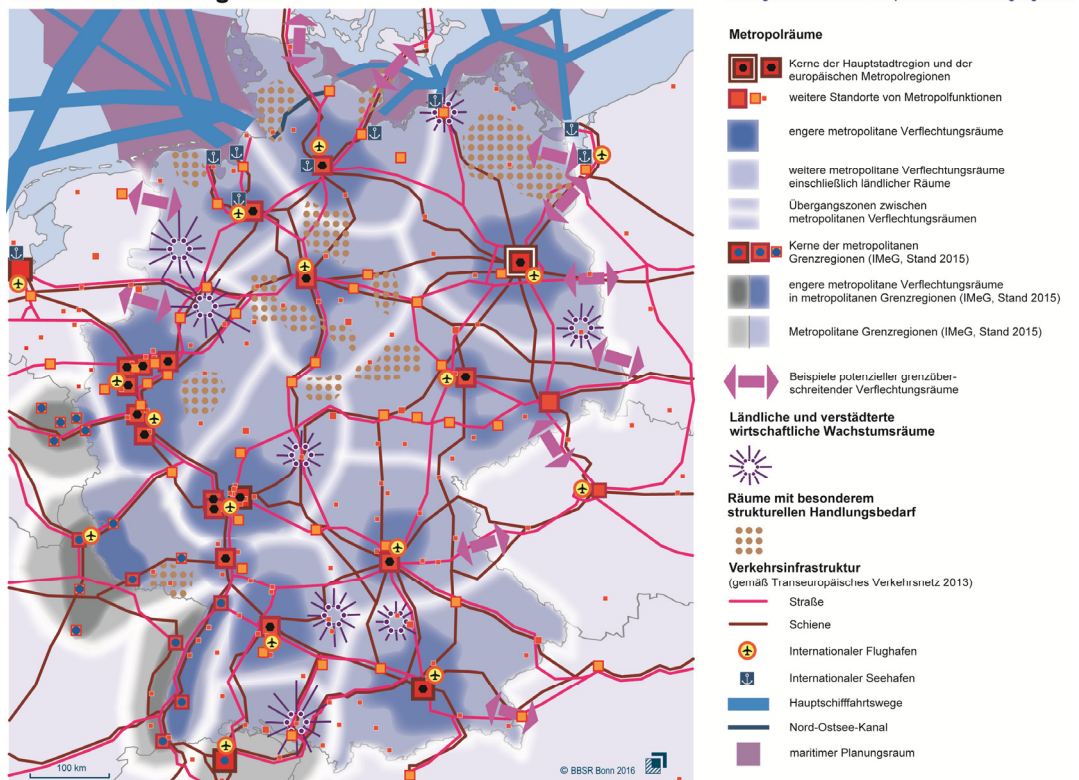 Metropolräume
Kerne der Hauptstadtregion und der
europäischen Metropolregionen
weitere Standorte von Metropolfunktionen
engere metropolitane Verflechtungsräume
weitere metropolitane Verflechtungsräume
einschließlich ländlicher Räume
Übergangszonen zwischen
metropolitanen Verflechtungsräumen
Kerne der metropolitanen
Grenzregionen (IMeG, Stand 2015)
engere metropolitane Verflechtungsräume
in metropolitanen Grenzregionen (IMeG, Stand 2015)
Metropolitane Grenzregionen (IMeG, Stand 2015)
Beispiele potenzieller grenzüber-
schreitender Verflechtungsräume
Ländliche und verstädterte
wirtschaftliche Wachstumsräume
Räume mit besonderem
strukturellen Handlungsbedarf
Verkehrsinfrastruktur
(gemäß Transeuropäisches Verkehrsnetz 2013)
Straße
Schiene
Internationaler Flughafen
Internationaler Seehafen
Hauptschifffahrtswege
Nord-Ostsee-Kanal
maritimer Planungsraum
100 km
© BBSR Bonn 2016